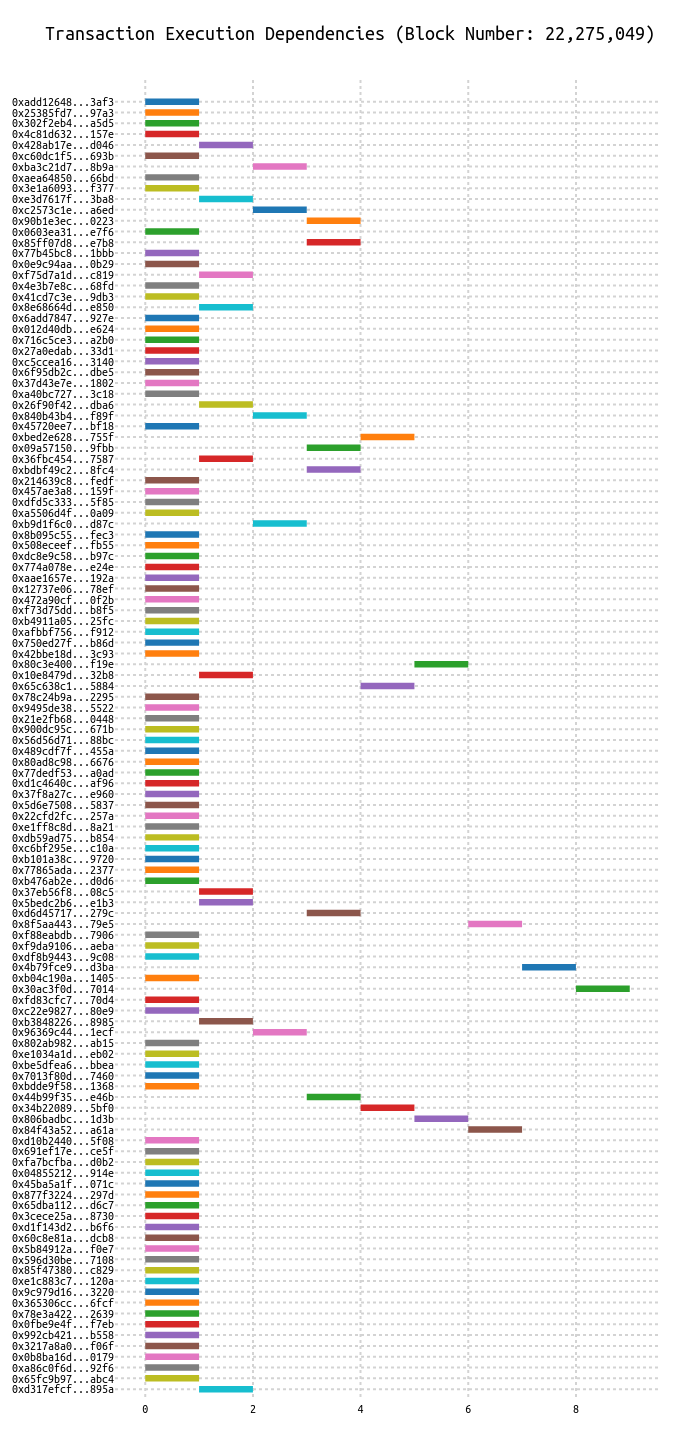 Transaction Execution Dependencies (Block Number: 22,275,049)
0xadd12648...3af3
0x25385fd7...97a3
0x302f2eb4...a5d5
0x4c81d632...157e
0x428ab17e...d046
0xc60dc1f5...693b
0xba3c21d7...8b9a
0xaea64850...66bd
0x3e1a6093...f377
0xe3d7617f...3ba8
0xc2573c1e...a6ed
0x90b1e3ec...0223
0x0603ea31...e7f6
0x85ff07d8...e7b8
0x77b45bc8...1bbb
0x0e9c94aa...0b29
0xf75d7a1d...c819
0x4e3b7e8c...68fd
0x41cd7c3e...9db3
0x8e68664d...e850
0x6add7847...927e
0x012d40db...e624
0x716c5ce3...a2b0
0x27a0edab...33d1
0xc5ccea16...3140
0x6f95db2c...dbe5
0x37d43e7e...1802
0xa40bc727...3c18
0x26f90f42...dba6
0x840b43b4...f89f
0x45720ee7...bf18
0xbed2e628...755f
0x09a57150...9fbb
0x36fbc454...7587
0xbdbf49c2...8fc4
0x214639c8...fedf
0x457ae3a8...159f
0xdfd5c333...5f85
0xa5506d4f...0a09
0xb9d1f6c0...d87c
0x8b095c55...fec3
0x508eceef...fb55
0xdc8e9c58...b97c
0x774a078e...e24e
0xaae1657e...192a
0x12737e06...78ef
0x472a90cf...0f2b
0xf73d75dd...b8f5
0xb4911a05...25fc
0xafbbf756...f912
0x750ed27f...b86d
0x42bbe18d...3c93
0x80c3e400...f19e
0x10e8479d...32b8
0x65c638c1...5884
0x78c24b9a...2295
0x9495de38...5522
0x21e2fb68...0448
0x900dc95c...671b
0x56d56d71...88bc
0x489cdf7f...455a
0x80ad8c98...6676
0x77dedf53...a0ad
0xd1c4640c...af96
0x37f8a27c...e960
0x5d6e7508...5837
0x22cfd2fc...257a
0xe1ff8c8d...8a21
0xdb59ad75...b854
0xc6bf295e...c10a
0xb101a38c...9720
0x77865ada...2377
0xb476ab2e...d0d6
0x37eb56f8...08c5
0x5bedc2b6...e1b3
0xd6d45717...279c
0x8f5aa443...79e5
0xf88eabdb...7906
0xf9da9106...aeba
0xdf8b9443...9c08
0x4b79fce9...d3ba
0xb04c190a...1405
0x30ac3f0d...7014
0xfd83cfc7...70d4
0xc22e9827...80e9
0xb3848226...8985
0x96369c44...1ecf
0x802ab982...ab15
0xe1034a1d...eb02
0xbe5dfea6...bbea
0x7013f80d...7460
0xbdde9f58...1368
0x44b99f35...e46b
0x34b22089...5bf0
0x806badbc...1d3b
0x84f43a52...a61a
0xd10b2440...5f08
0x691ef17e...ce5f
0xfa7bcfba...d0b2
0x04855212...914e
0x45ba5a1f...071c
0x877f3224...297d
0x65dba112...d6c7
0x3cece25a...8730
0xd1f143d2...b6f6
0x60c8e81a...dcb8
0x5b84912a...f0e7
0x596d30be...7108
0x85f47380...c829
0xe1c883c7...120a
0x9c979d16...3220
0x365306cc...6fcf
0x78e3a422...2639
0x0fbe9e4f...f7eb
0x992cb421...b558
0x3217a8a0...f06f
0x0b8ba16d...0179
0xa86c0f6d...92f6
0x65fc9b97...abc4
0xd317efcf...895a
0 2 4 6 8